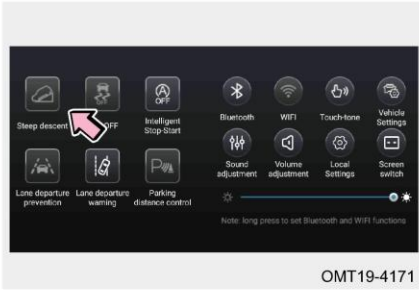 OFF
Steep descent
OFF
Intelligent
Stop-Start
Bluetooth
WIFI
Touch-tone
Vehicle
Settings
Lane departure
prevention
Lane departure
warning
Parking
distance control
Sound
adjustment
Volume
adjustment
Local
Settings
Screen
switch
Note: long press to set Bluetooth and WIFI functions
OMT19-4171